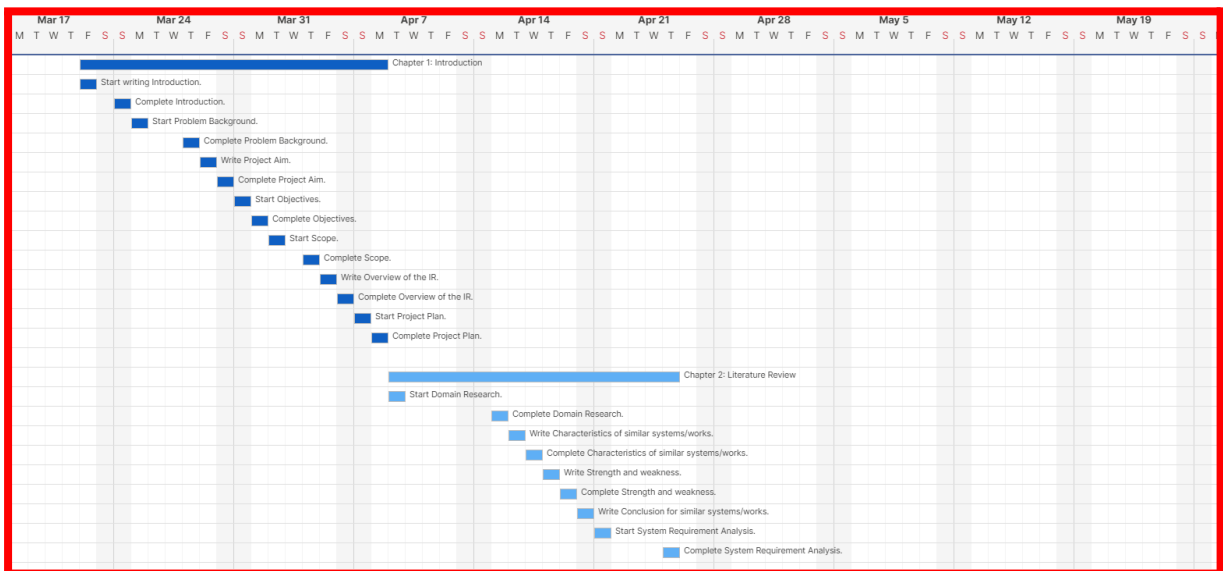 Mar 17 Mar 24 Mar 31 Apr 7 Apr 14 Apr 21 Apr 28 May 5 May 12 May 19
M T W T F S S M T W T F S S M T W T F S S M T W T F S S M T W T F S S M T W T F S S M T W T F S S M T W T F S S M T W T F S S M T W T F S S
Chapter 1: Introduction
Start writing Introduction.
Complete Introduction.
Start Problem Background.
Complete Problem Background.
Write Project Aim.
Complete Project Aim.
Start Objectives.
Complete Objectives.
Start Scope.
Complete Scope.
Write Overview of the IR.
Complete Overview of the IR.
Start Project Plan.
Complete Project Plan.
Chapter 2: Literature Review
Start Domain Research.
Complete Domain Research.
Write Characteristics of similar systems/works.
Complete Characteristics of similar systems/works.
Write Strength and weakness.
Complete Strength and weakness.
Write Conclusion for similar systems/works.
Start System Requirement Analysis.
Complete System Requirement Analysis.